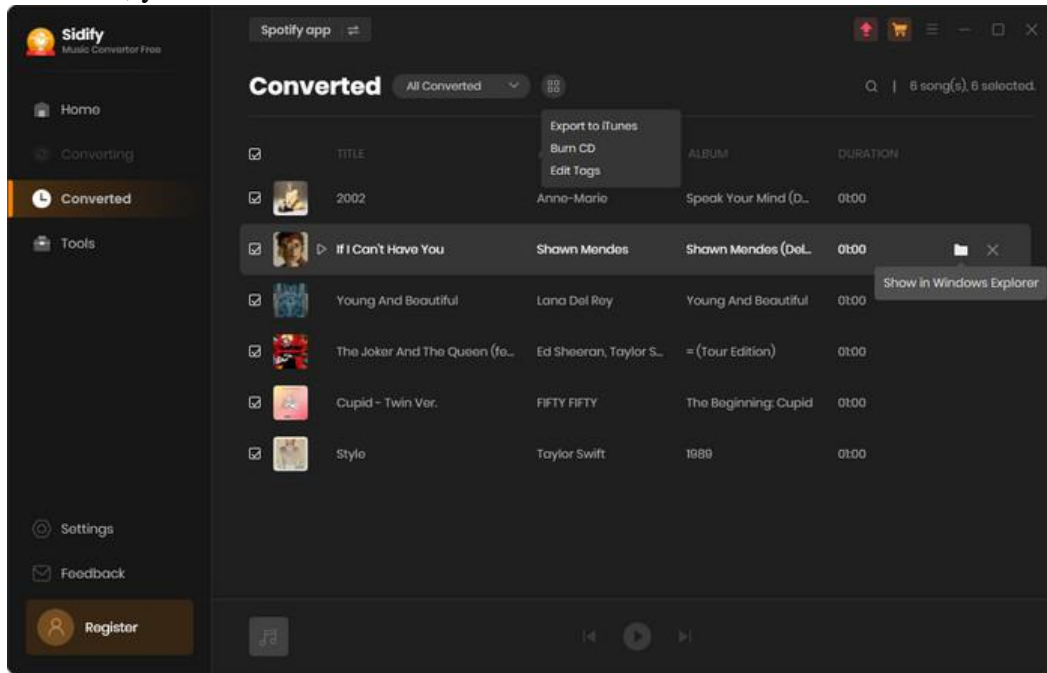 Sidify
Music Converter Free
Spotify app
Converted
All Converted
6 song(s), 6 selected.
Home
Converting
Converted
Tools
Export to iTunes
Burn CD
Edit Tags
TITLE
ALBUM
DURATION
2002
Anne-Marie
Speak Your Mind (D...
01:00
If I Can't Have You
Shawn Mendes
Shawn Mendes (Del...
01:00
Show in Windows Explorer
Young And Beautiful
Lana Del Rey
Young And Beautiful
01:00
The Joker And The Queen (fe...
Ed Sheeran, Taylor S...
= (Tour Edition)
01:00
Cupid - Twin Ver.
FIFTY FIFTY
The Beginning: Cupid
01:00
Style
Taylor Swift
1989
01:00
Settings
Feedback
Register